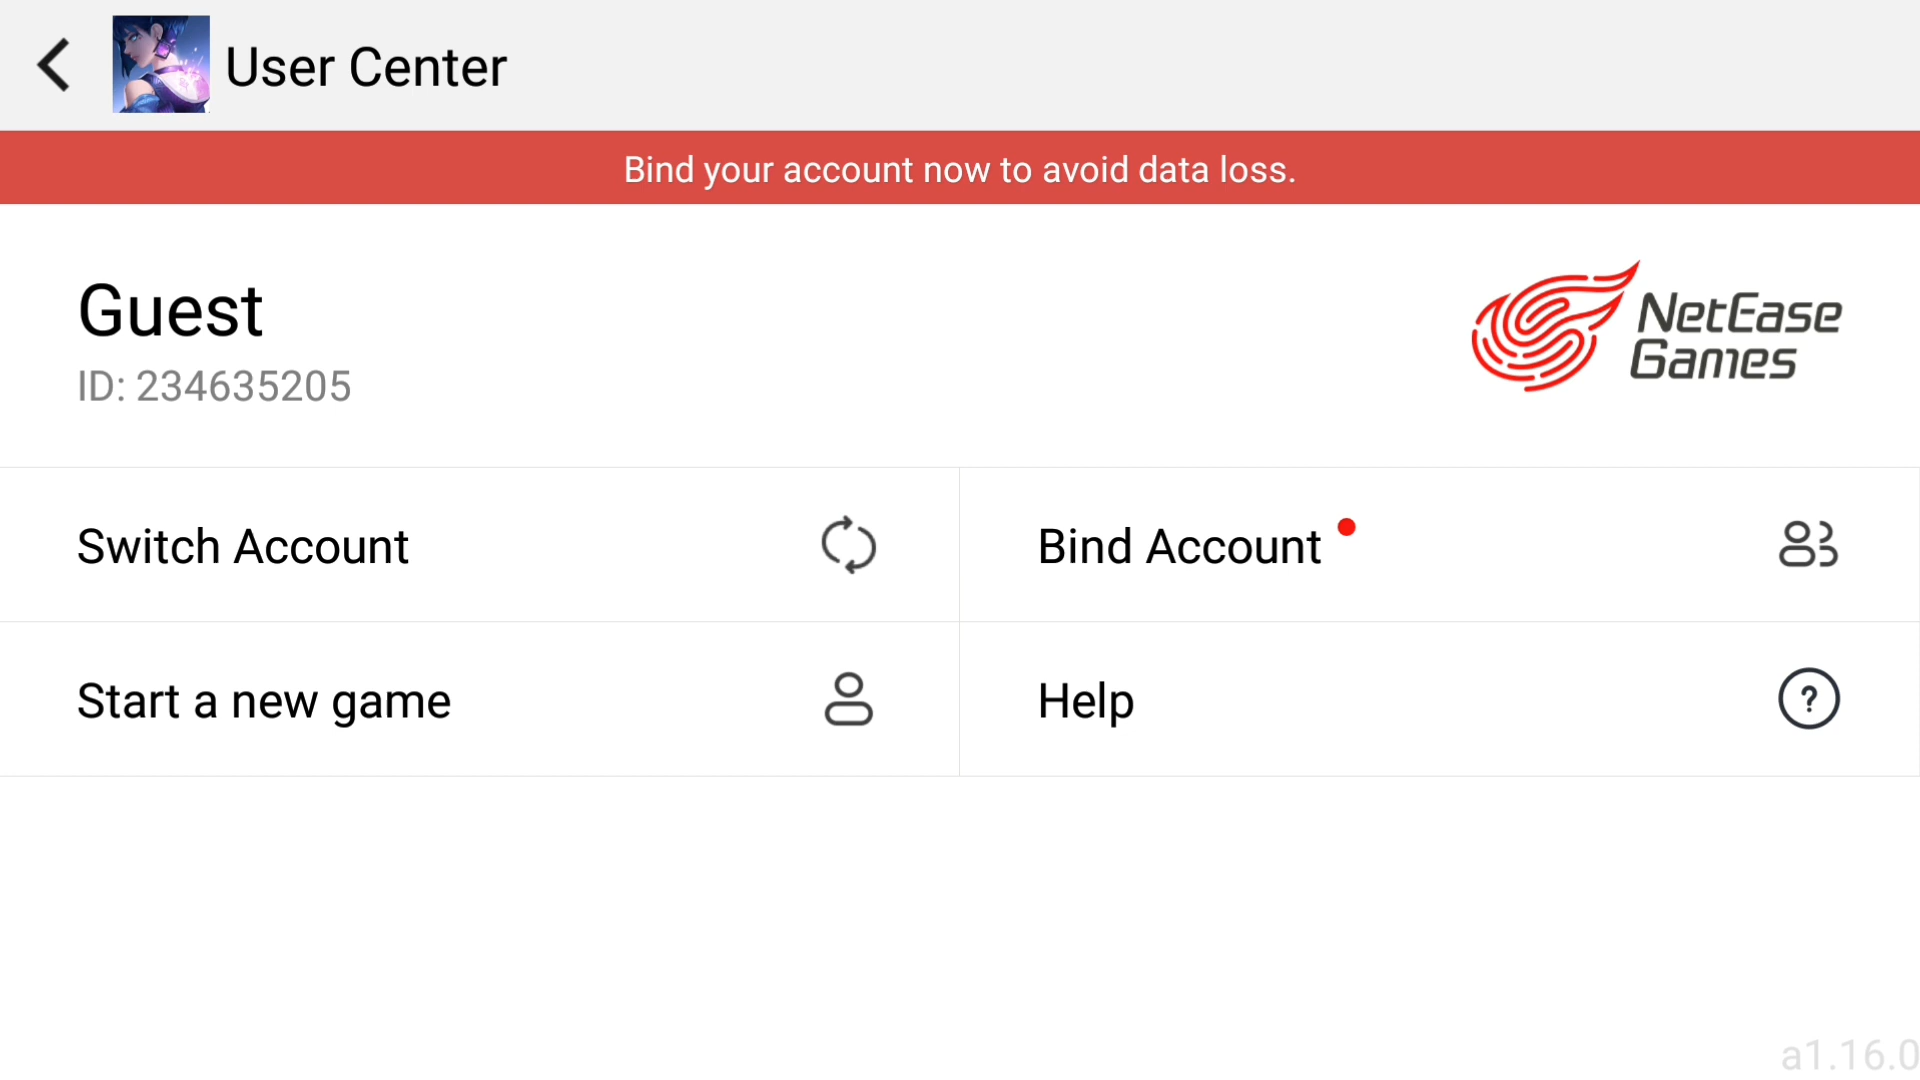 User Center
Bind your account now to avoid data loss.
Guest
ID: 234635205
NetEase
Games
Switch Account
Bind Account
Start a new game
Help
?
a1.16.0